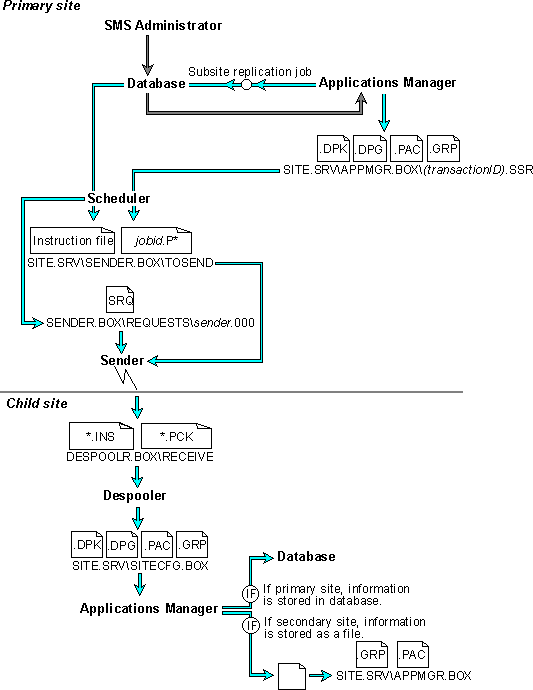 Primary site
SMS Administrator
Subsite replication job
Database
Applications Manager
.DPK .DPG .PAC .GRP
SITE.SRV\APPMGR.BOX\(transactionID).SSR
Scheduler
Instruction file jobid.P*
SITE.SRV\SENDER.BOX\TOSEND
SRQ
SENDER.BOX\REQUESTS\sender.000
Sender
Child site
*.INS *.PCK
DESPOOLR.BOX\RECEIVE
Despooler
.DPK .DPG .PAC .GRP
SITE.SRV\SITECFG.BOX
Applications Manager
Database
IF If primary site, information
is stored in database.
IF If secondary site, information
is stored as a file.
.GRP .PAC
SITE.SRV\APPMGR.BOX